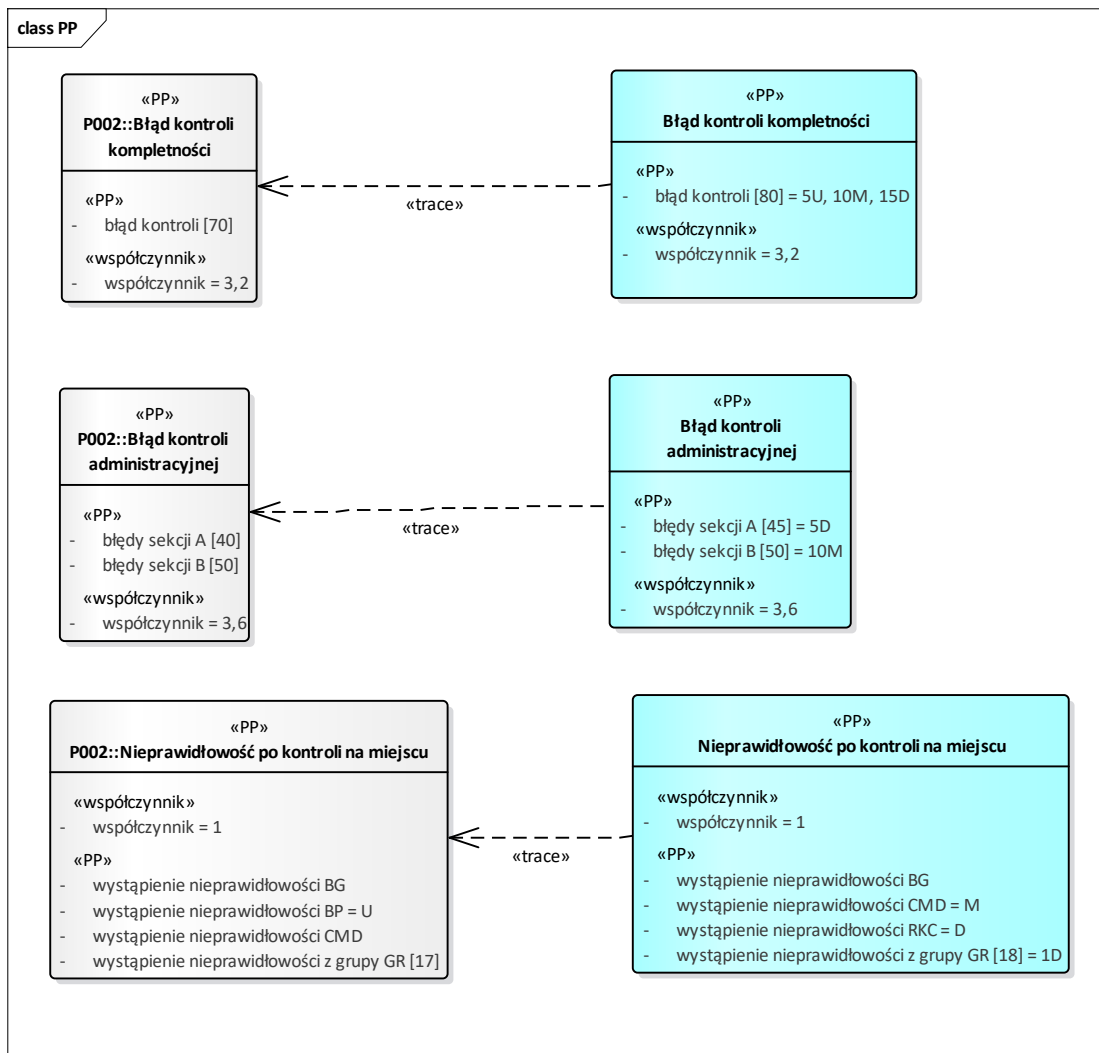 class PP
«PP»
P002::Błąd kontroli
kompletności
«PP»
- błąd kontroli [70]
«współczynnik»
- współczynnik = 3,2
«trace»
«PP»
Błąd kontroli kompletności
«PP»
- błąd kontroli [80] = 5U, 10M, 15D
«współczynnik»
- współczynnik = 3,2
«PP»
P002::Błąd kontroli
administracyjnej
«PP»
- błędy sekcji A [40]
- błędy sekcji B [50]
«współczynnik»
- współczynnik = 3,6
«trace»
«PP»
Błąd kontroli
administracyjnej
«PP»
- błędy sekcji A [45] = 5D
- błędy sekcji B [50] = 10M
«współczynnik»
- współczynnik = 3,6
«PP»
P002::Nieprawidłowość po kontroli na miejscu
«współczynnik»
- współczynnik = 1
«PP»
- wystąpienie nieprawidłowości BG
- wystąpienie nieprawidłowości BP = U
- wystąpienie nieprawidłowości CMD
- wystąpienie nieprawidłowości z grupy GR [17]
«trace»
«PP»
Nieprawidłowość po kontroli na miejscu
«współczynnik»
- współczynnik = 1
«PP»
- wystąpienie nieprawidłowości BG
- wystąpienie nieprawidłowości CMD = M
- wystąpienie nieprawidłowości RKC = D
- wystąpienie nieprawidłowości z grupy GR [18] = 1D